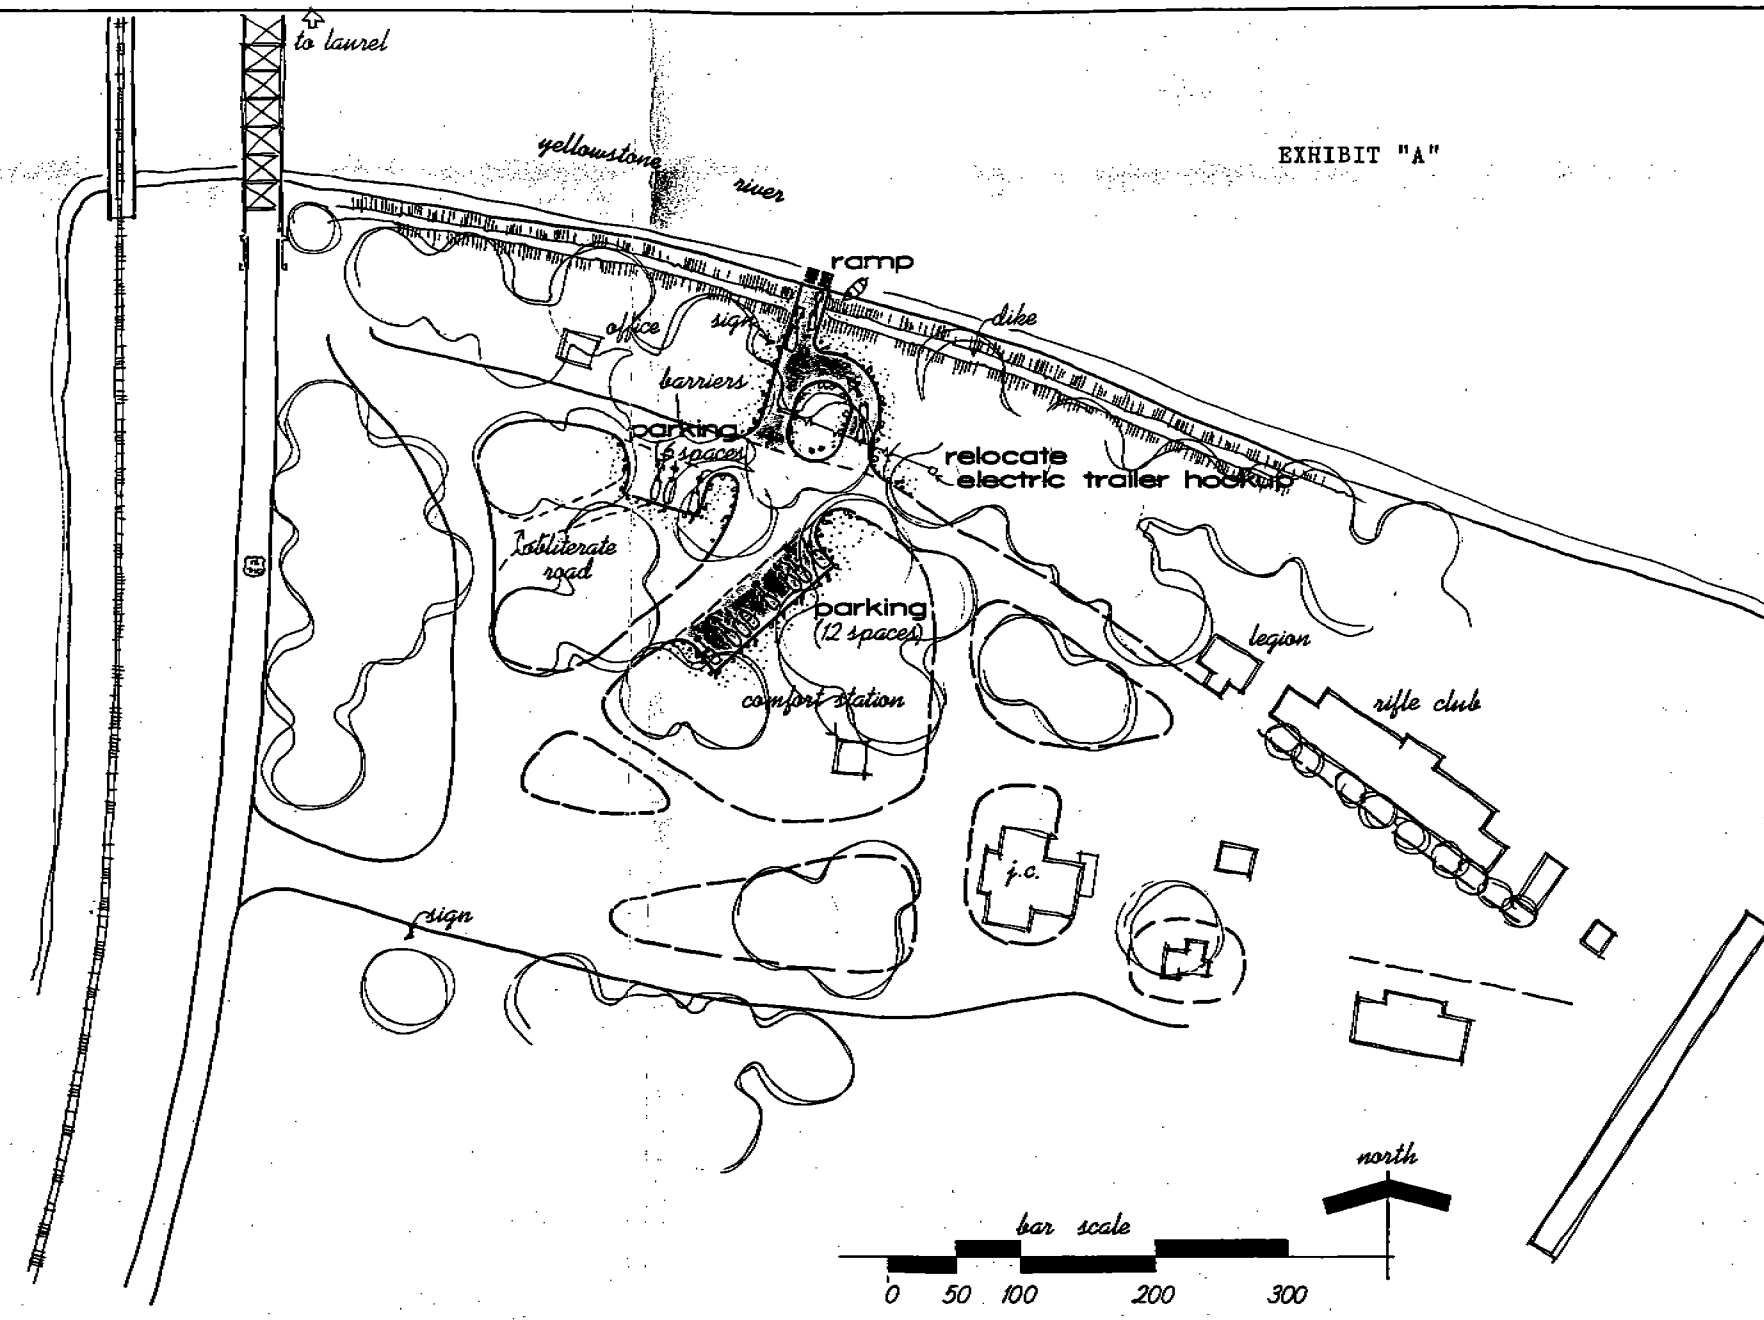 to laurel
EXHIBIT "A"
yellowstone
river
ramp
dike
office
sign
barriers
parking
(6 spaces)
relocate
electric trailer hookup
obliterate
road
parking
(12 spaces)
legion
comfort station
rifle club
j.c.
sign
north
bar scale
0 50 100 200 300